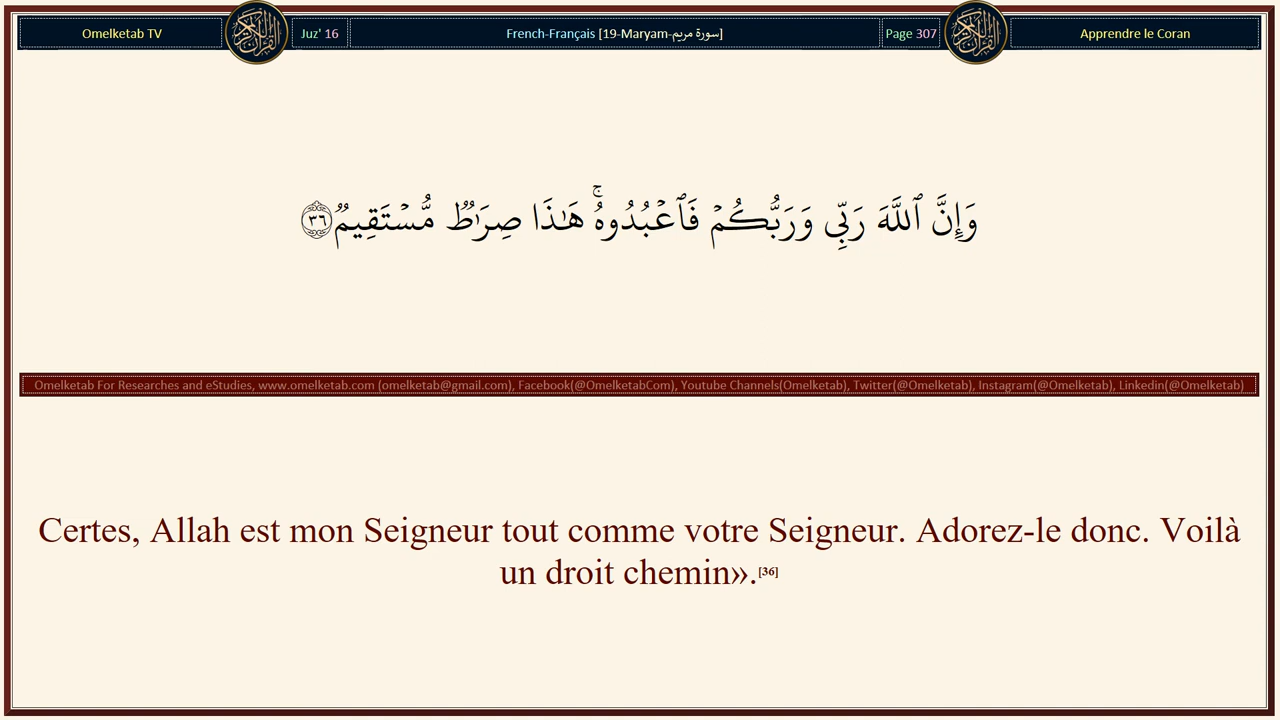 Omelketab TV
Juz' 16
French-Français [19-Maryam-سورة مريم]
Page 307
Apprendre le Coran
وَإِنَّ ٱللَّهَ رَبِّي وَرَبُّكُمۡ فَٱعۡبُدُوهُۚ هَٰذَا صِرَٰطٞ مُّسۡتَقِيمٞ ٣٦
Omelketab For Researches and eStudies, www.omelketab.com (omelketab@gmail.com), Facebook(@OmelketabCom), Youtube Channels(Omelketab), Twitter(@Omelketab), Instagram(@Omelketab), Linkedin(@Omelketab)
Certes, Allah est mon Seigneur tout comme votre Seigneur. Adorez-le donc. Voilà
un droit chemin».[36]